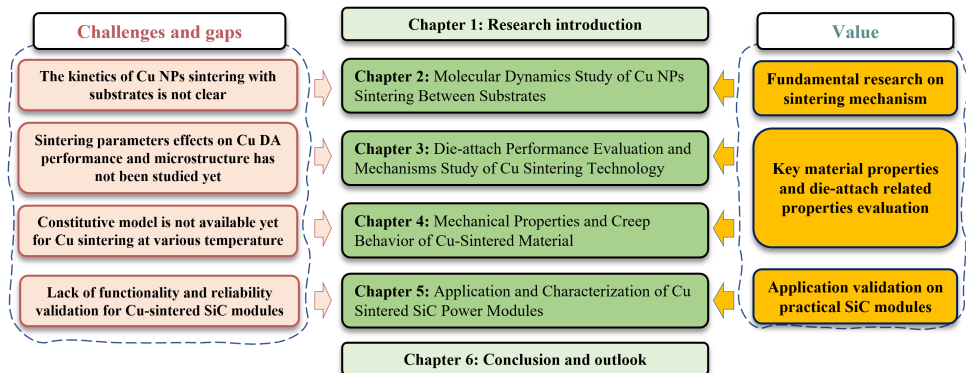 Challenges and gaps
The kinetics of Cu NPs sintering with
substrates is not clear
Sintering parameters effects on Cu DA
performance and microstructure has
not been studied yet
Constitutive model is not available yet
for Cu sintering at various temperature
Lack of functionality and reliability
validation for Cu-sintered SiC modules
Chapter 1: Research introduction
Chapter 2: Molecular Dynamics Study of Cu NPs
Sintering Between Substrates
Chapter 3: Die-attach Performance Evaluation and
Mechanisms Study of Cu Sintering Technology
Chapter 4: Mechanical Properties and Creep
Behavior of Cu-Sintered Material
Chapter 5: Application and Characterization of Cu
Sintered SiC Power Modules
Chapter 6: Conclusion and outlook
Value
Fundamental research on
sintering mechanism
Key material properties
and die-attach related
properties evaluation
Application validation on
practical SiC modules